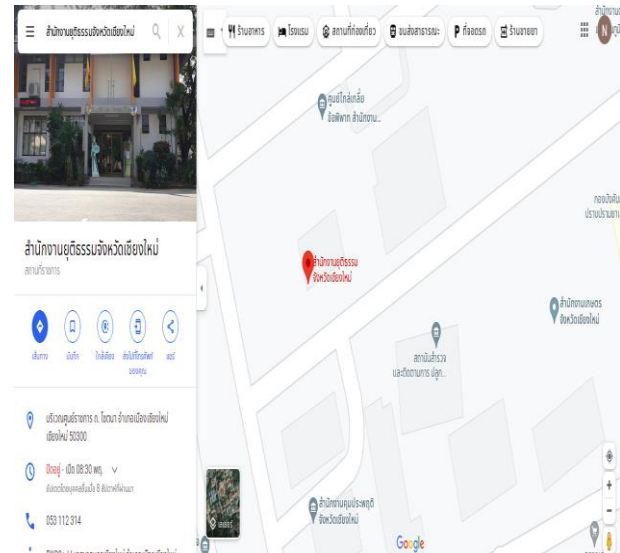 สำนักงานยุติธรรมจังหวัดเชียงใหม่
ร้านอาหาร
โรงแรม
สถานที่ท่องเที่ยว
ขนส่งสาธารณะ
P ที่จอดรถ
ร้านขายยา
N
ศูนย์ไกล่เกลี่ย
ข้อพิพาท สำนักงาน...
สำนักงานยุติธรรม
จังหวัดเชียงใหม่
สำนักงานเกษตร
จังหวัดเชียงใหม่
สถาบันสำรวจ
และติดตามการ ปลูก...
สำนักงานคุมประพฤติ
จังหวัดเชียงใหม่
สำนักงานยุติธรรมจังหวัดเชียงใหม่
สถานที่ราชการ
เส้นทาง
บันทึก
ใกล้เคียง
ส่งไปที่โทรศัพท์
ของคุณ
แชร์
บริเวณศูนย์ราชการ ถ. โชตนา อำเภอเมืองเชียงใหม่
เชียงใหม่ 50300
ปิดอยู่ - เปิด 08:30 พฤ.
053 112 314
เลเยอร์
Google